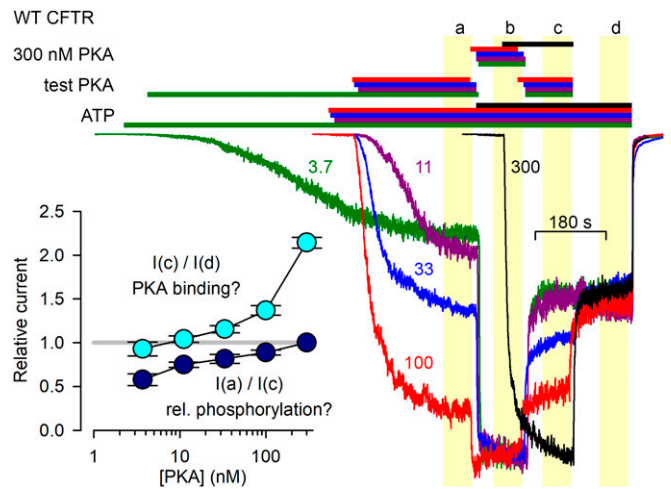 WT CFTR
a b c d
300 nM PKA
test PKA
ATP
3.7
11
300
33
100
180 s
Relative current
2.5
2.0
1.5
1.0
0.5
0.0
I(c) / I(d)
PKA binding?
I(a) / I(c)
rel. phosphorylation?
1 10 100
[PKA] (nM)